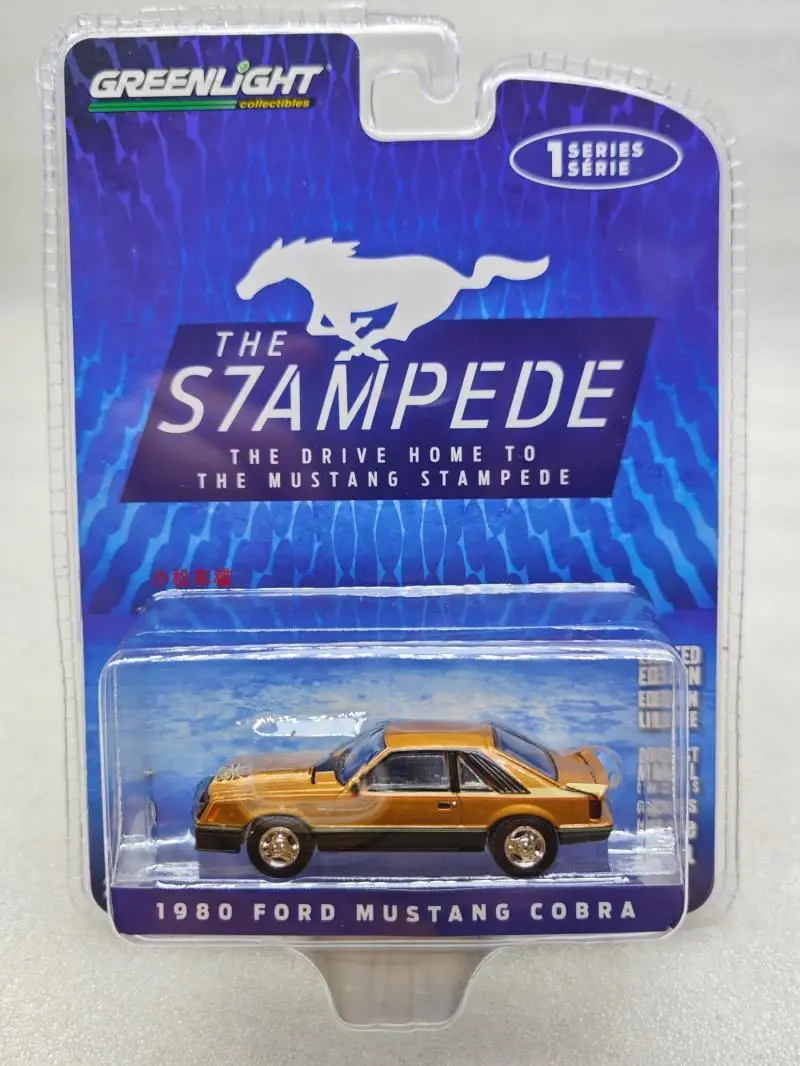 GREENLIGHT
collectibles
1 SERIES
SÉRIE
THE
S7AMPEDE
THE DRIVE HOME TO
THE MUSTANG STAMPEDE
1980 FORD MUSTANG COBRA